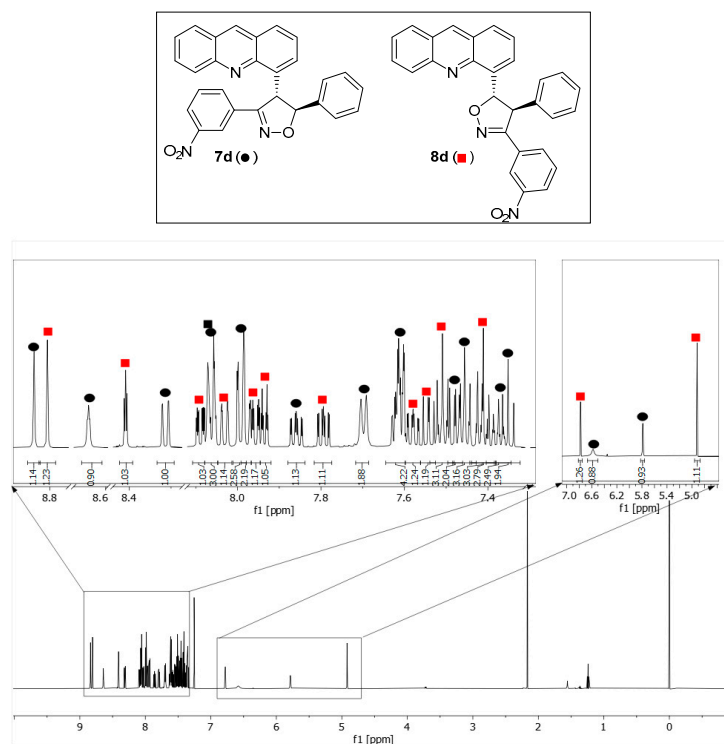 N
N
O
N
N O
O₂N
7d (●)
8d (■)
NO₂
1.14
1.23
0.90
1.03
1.00
1.03
3.00
1.14
2.58
2.19
1.17
1.05
1.13
1.11
1.88
4.22
1.24
1.19
3.11
2.04
3.16
3.03
2.79
2.49
1.94
8.8 8.6 8.4 8.0 7.8 7.6 7.4
f1 [ppm]
1.26
0.88
0.93
1.11
7.0 6.6 6.2 5.8 5.4 5.0
f1 [ppm]
9 8 7 6 5 4 3 2 1 0
f1 [ppm]